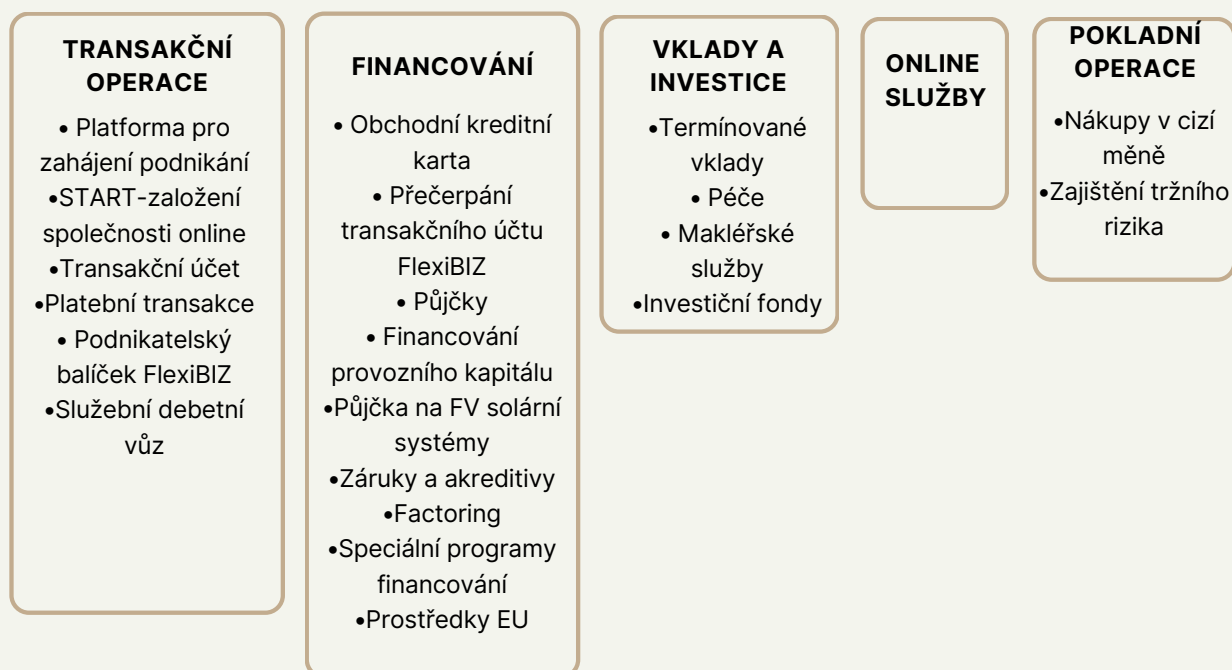 TRANSAKČNÍ
OPERACE
• Platforma pro
zahájení podnikání
•START-založení
společnosti online
•Transakční účet
•Platební transakce
• Podnikatelský
balíček FlexiBIZ
•Služební debetní
vůz
FINANCOVÁNÍ
• Obchodní kreditní
karta
• Přečerpání
transakčního účtu
FlexiBIZ
• Půjčky
• Financování
provozního kapitálu
•Půjčka na FV solární
systémy
•Záruky a akreditivy
•Factoring
•Speciální programy
financování
•Prostředky EU
VKLADY A
INVESTICE
•Termínované
vklady
• Péče
• Makléřské
služby
•Investiční fondy
ONLINE
SLUŽBY
POKLADNÍ
OPERACE
•Nákupy v cizí
měně
•Zajištění tržního
rizika